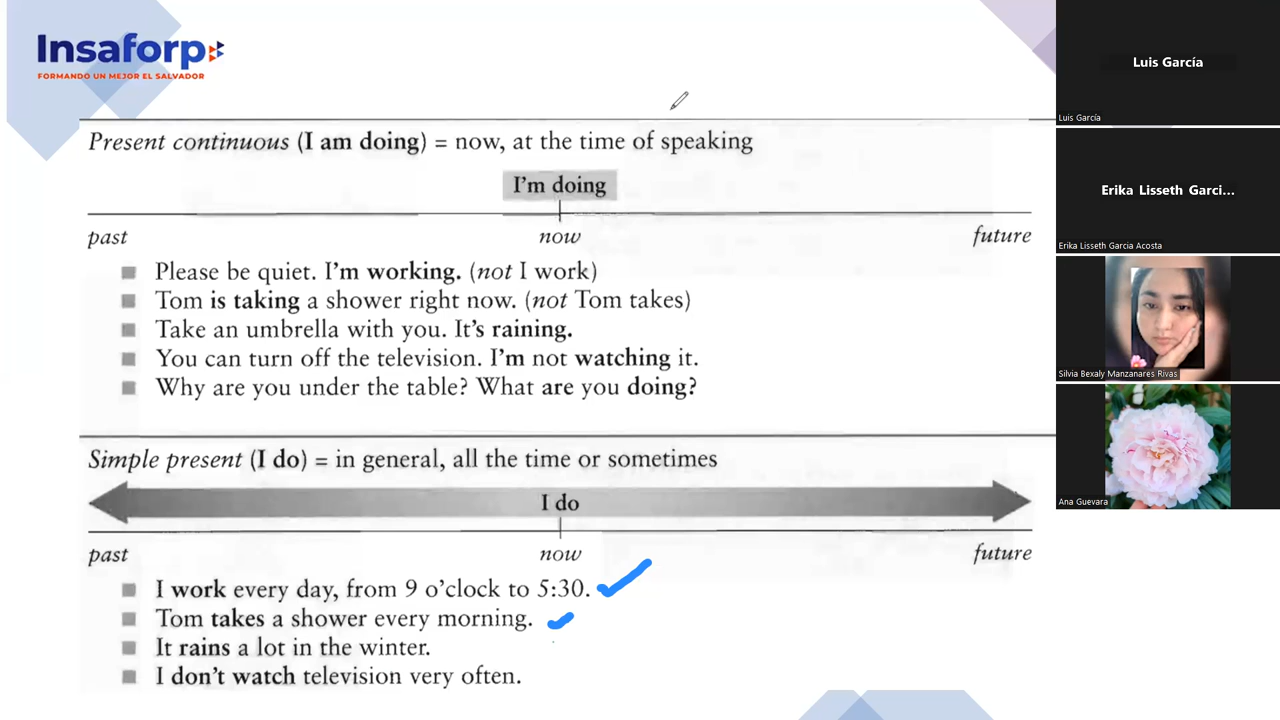 Insaforp
FORMANDO UN MEJOR EL SALVADOR
Present continuous (I am doing) = now, at the time of speaking
I'm doing
past now future
Please be quiet. I'm working. (not I work)
Tom is taking a shower right now. (not Tom takes)
Take an umbrella with you. It's raining.
You can turn off the television. I'm not watching it.
Why are you under the table? What are you doing?
Simple present (I do) = in general, all the time or sometimes
I do
past now future
I work every day, from 9 o'clock to 5:30.
Tom takes a shower every morning.
It rains a lot in the winter.
I don't watch television very often.
Luis García
Luis García
Erika Lisseth Garci...
Erika Lisseth Garcia Acosta
Silvia Bexaly Manzanares Rivas
Ana Guevara